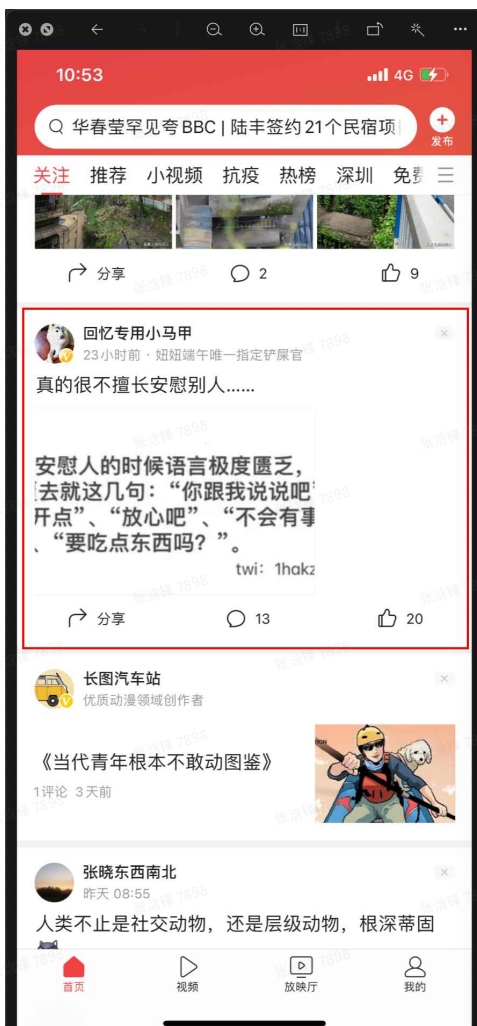 10:53
4G
华春莹罕见夸BBC | 陆丰签约21个民宿项
发布
关注 推荐 小视频 抗疫 热榜 深圳 免费
分享 2 9
回忆专用小马甲
23小时前 · 妞妞端午唯一指定铲屎官
真的很不擅长安慰别人……
安慰人的时候语言极度匮乏，
去就这几句：“你跟我说说吧
开点”、“放心吧”、“不会有事
、“要吃点东西吗？”。
twi：1hakz
分享 13 20
长图汽车站
优质动漫领域创作者
《当代青年根本不敢动图鉴》
1评论 3天前
张晓东西南北
昨天 08:55
人类不止是社交动物，还是层级动物，根深蒂固
首页 视频 放映厅 我的
张浩锋 7898